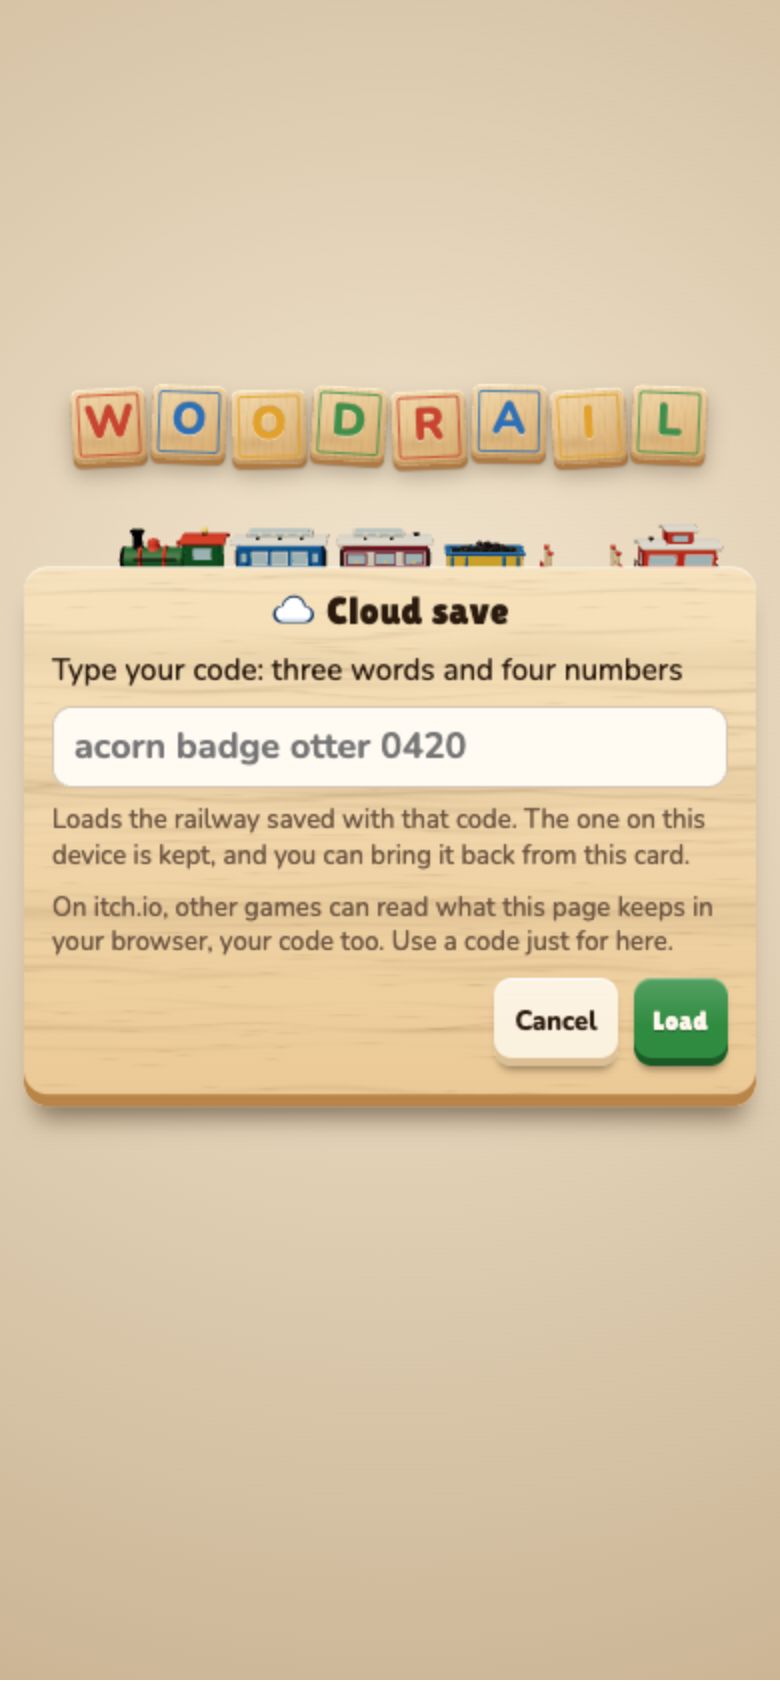 WOODRAIL
Cloud save
Type your code: three words and four numbers
acorn badge otter 0420
Loads the railway saved with that code. The one on this
device is kept, and you can bring it back from this card.
On itch.io, other games can read what this page keeps in
your browser, your code too. Use a code just for here.
Cancel Load